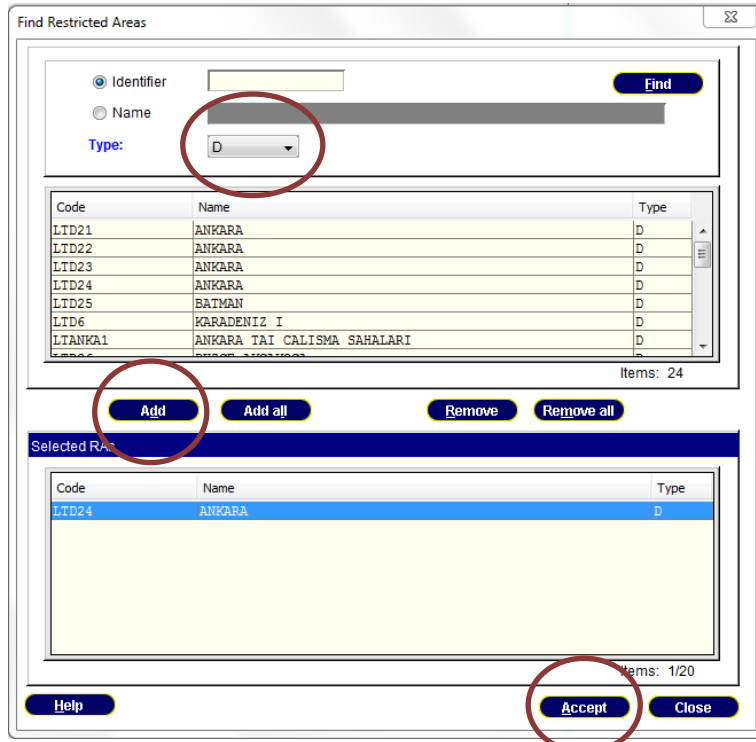 Find Restricted Areas
Identifier
Find
Name
Type:
D
Code Name Type
LTD21 ANKARA D
LTD22 ANKARA D
LTD23 ANKARA D
LTD24 ANKARA D
LTD25 BATMAN D
LTD6 KARADENIZ I D
LTANKA1 ANKARA TAI CALISMA SAHALARI D
Items: 24
Add Add all Remove Remove all
Selected RAs
Code Name Type
LTD24 ANKARA D
Items: 1/20
Help Accept Close